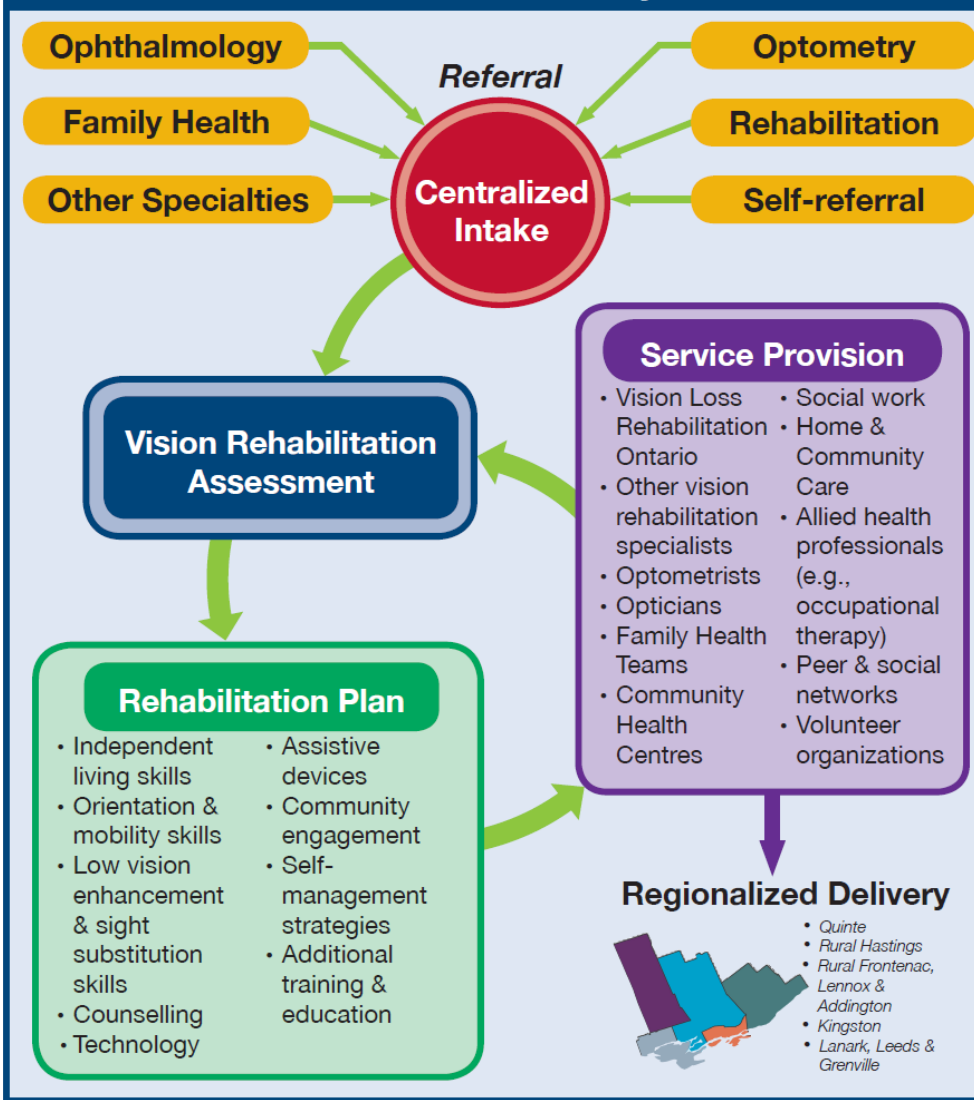 Ophthalmology
Family Health
Other Specialties
Referral
Centralized
Intake
Optometry
Rehabilitation
Self-referral
Vision Rehabilitation
Assessment
Service Provision
• Vision Loss
Rehabilitation
Ontario
• Other vision
rehabilitation
specialists
• Optometrists
• Opticians
• Family Health
Teams
• Community
Health
Centres
• Social work
• Home &
Community
Care
• Allied health
professionals
(e.g.,
occupational
therapy)
• Peer & social
networks
• Volunteer
organizations
Rehabilitation Plan
• Independent
living skills
• Orientation &
mobility skills
• Low vision
enhancement
& sight
substitution
skills
• Counselling
• Technology
• Assistive
devices
• Community
engagement
• Self-
management
strategies
• Additional
training &
education
Regionalized Delivery
• Quinte
• Rural Hastings
• Rural Frontenac,
Lennox &
Addington
• Kingston
• Lanark, Leeds &
Grenville